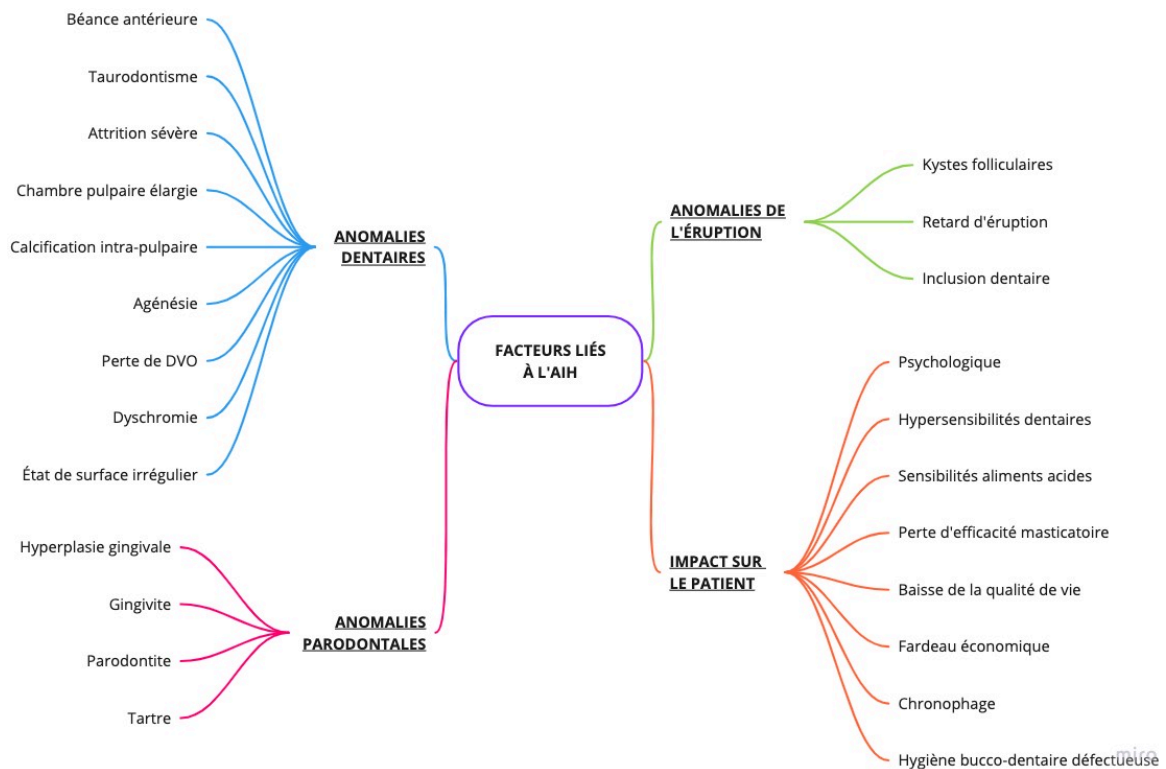 Béance antérieure
Taurodontisme
Attrition sévère
Chambre pulpaire élargie
Calcification intra-pulpaire
Agénésie
Perte de DVO
Dyschromie
État de surface irrégulier
ANOMALIES
DENTAIRES
Hyperplasie gingivale
Gingivite
Parodontite
Tartre
ANOMALIES
PARODONTALES
FACTEURS LIÉS
À L'AIH
ANOMALIES DE
L'ÉRUPTION
Kystes folliculaires
Retard d'éruption
Inclusion dentaire
IMPACT SUR
LE PATIENT
Psychologique
Hypersensibilités dentaires
Sensibilités aliments acides
Perte d'efficacité masticatoire
Baisse de la qualité de vie
Fardeau économique
Chronophage
Hygiène bucco-dentaire défectueuse
miro